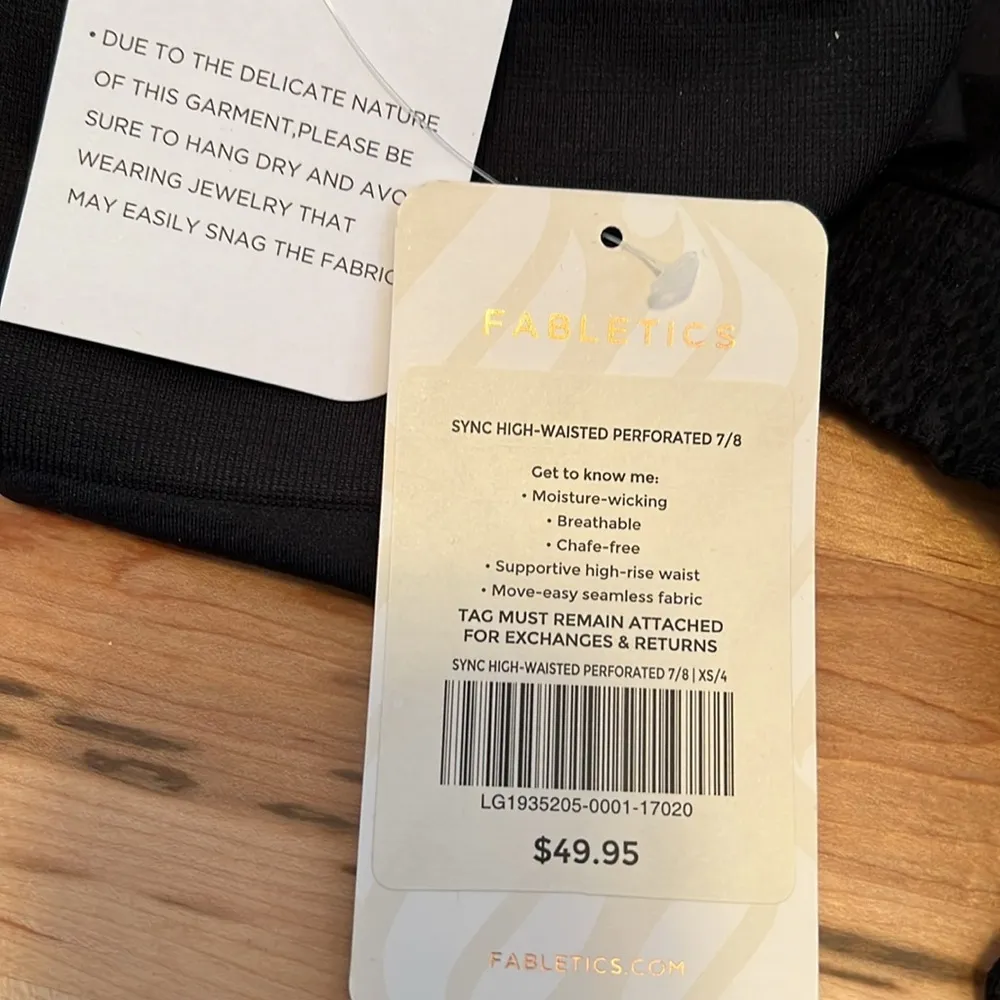 • DUE TO THE DELICATE NATURE
OF THIS GARMENT,PLEASE BE
SURE TO HANG DRY AND
WEARING JEWELRY THAT
MAY EASILY SNAG THE FABRIC
FABLETICS
SYNC HIGH-WAISTED PERFORATED 7/8
Get to know me:
• Moisture-wicking
• Breathable
• Chafe-free
• Supportive high-rise waist
• Move-easy seamless fabric
TAG MUST REMAIN ATTACHED
FOR EXCHANGES & RETURNS
SYNC HIGH-WAISTED PERFORATED 7/8 | XS/4
LG1935205-0001-17020
$49.95
FABLETICS.COM